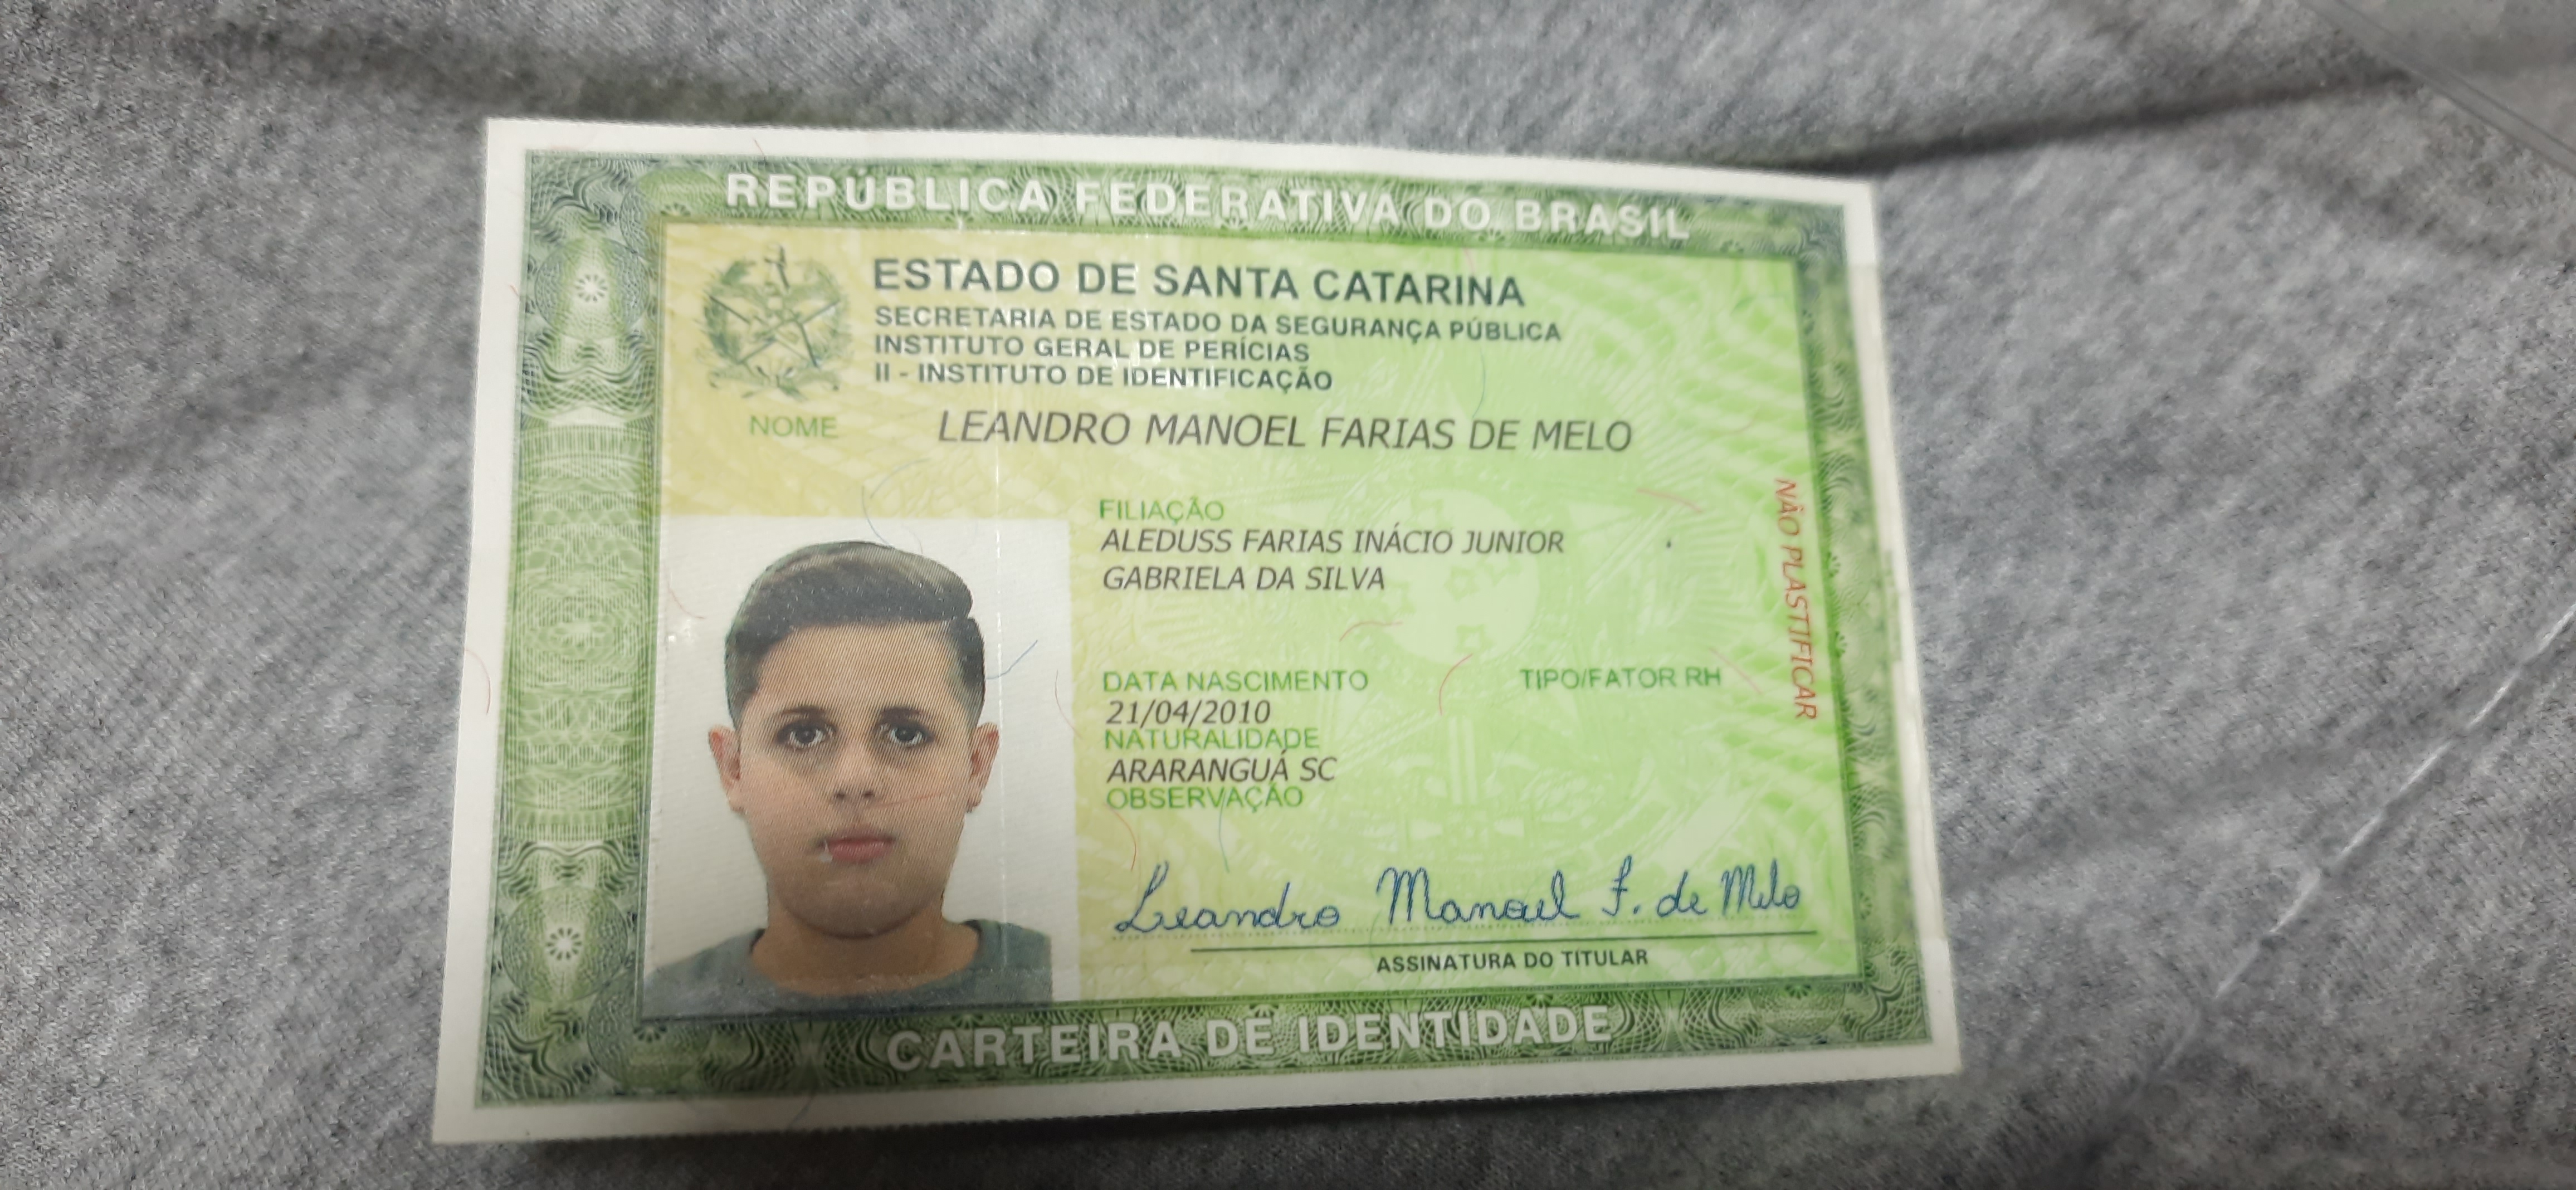 REPÚBLICA FEDERATIVA DO BRASIL
ESTADO DE SANTA CATARINA
SECRETARIA DE ESTADO DA SEGURANÇA PÚBLICA
INSTITUTO GERAL DE PERÍCIAS
II - INSTITUTO DE IDENTIFICAÇÃO
NOME LEANDRO MANOEL FARIAS DE MELO
FILIAÇÃO
ALEDUSS FARIAS INÁCIO JUNIOR
GABRIELA DA SILVA
DATA NASCIMENTO TIPO/FATOR RH
21/04/2010
NATURALIDADE
ARARANGUÁ SC
OBSERVAÇÃO
Leandro Manoel F. de Melo
ASSINATURA DO TITULAR
CARTEIRA DE IDENTIDADE
NÃO PLASTIFICAR